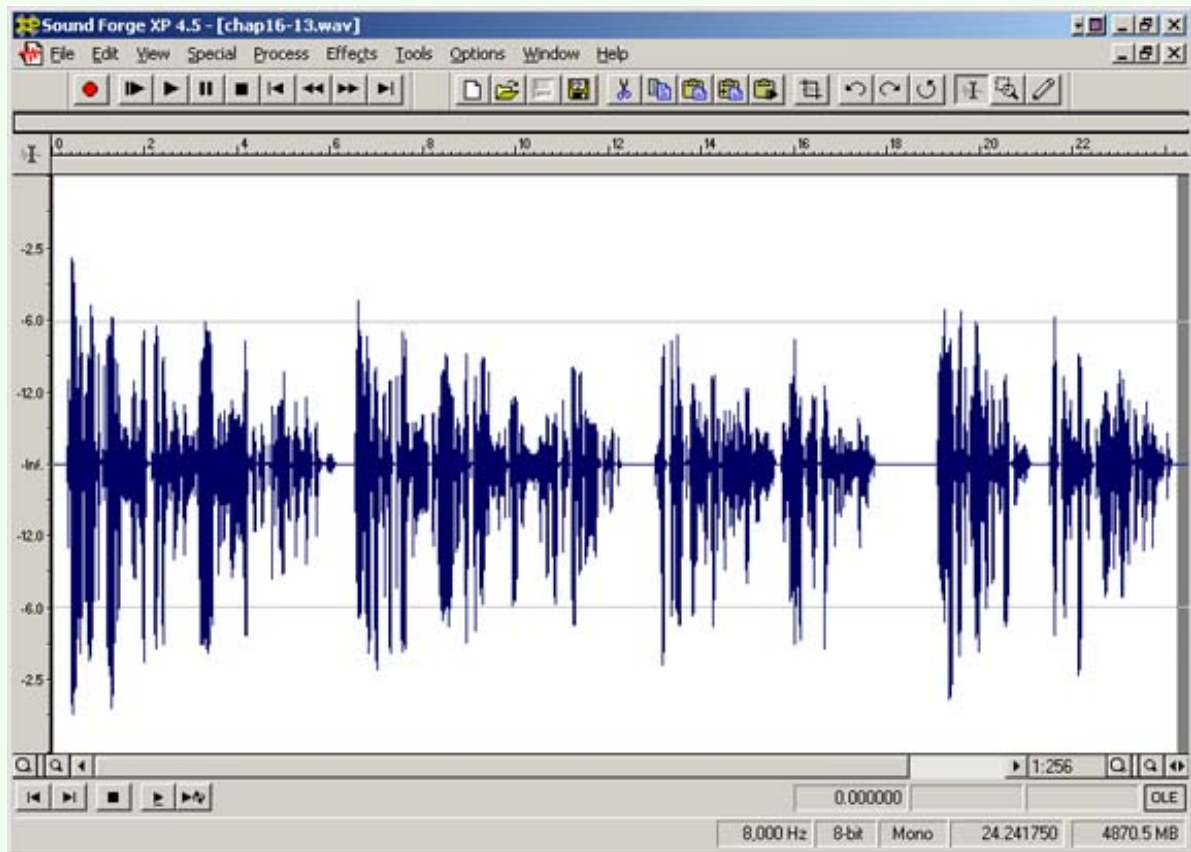 Sound Forge XP 4.5 - [chap16-13.wav]
File Edit View Special Process Effects Tools Options Window Help
0 2 4 6 8 10 12 14 16 18 20 22
-2.5
-6.0
-12.0
-Inf.
-12.0
-6.0
-2.5
1:256
0.000000 OLE
8,000 Hz 8-bit Mono 24.241750 4870.5 MB